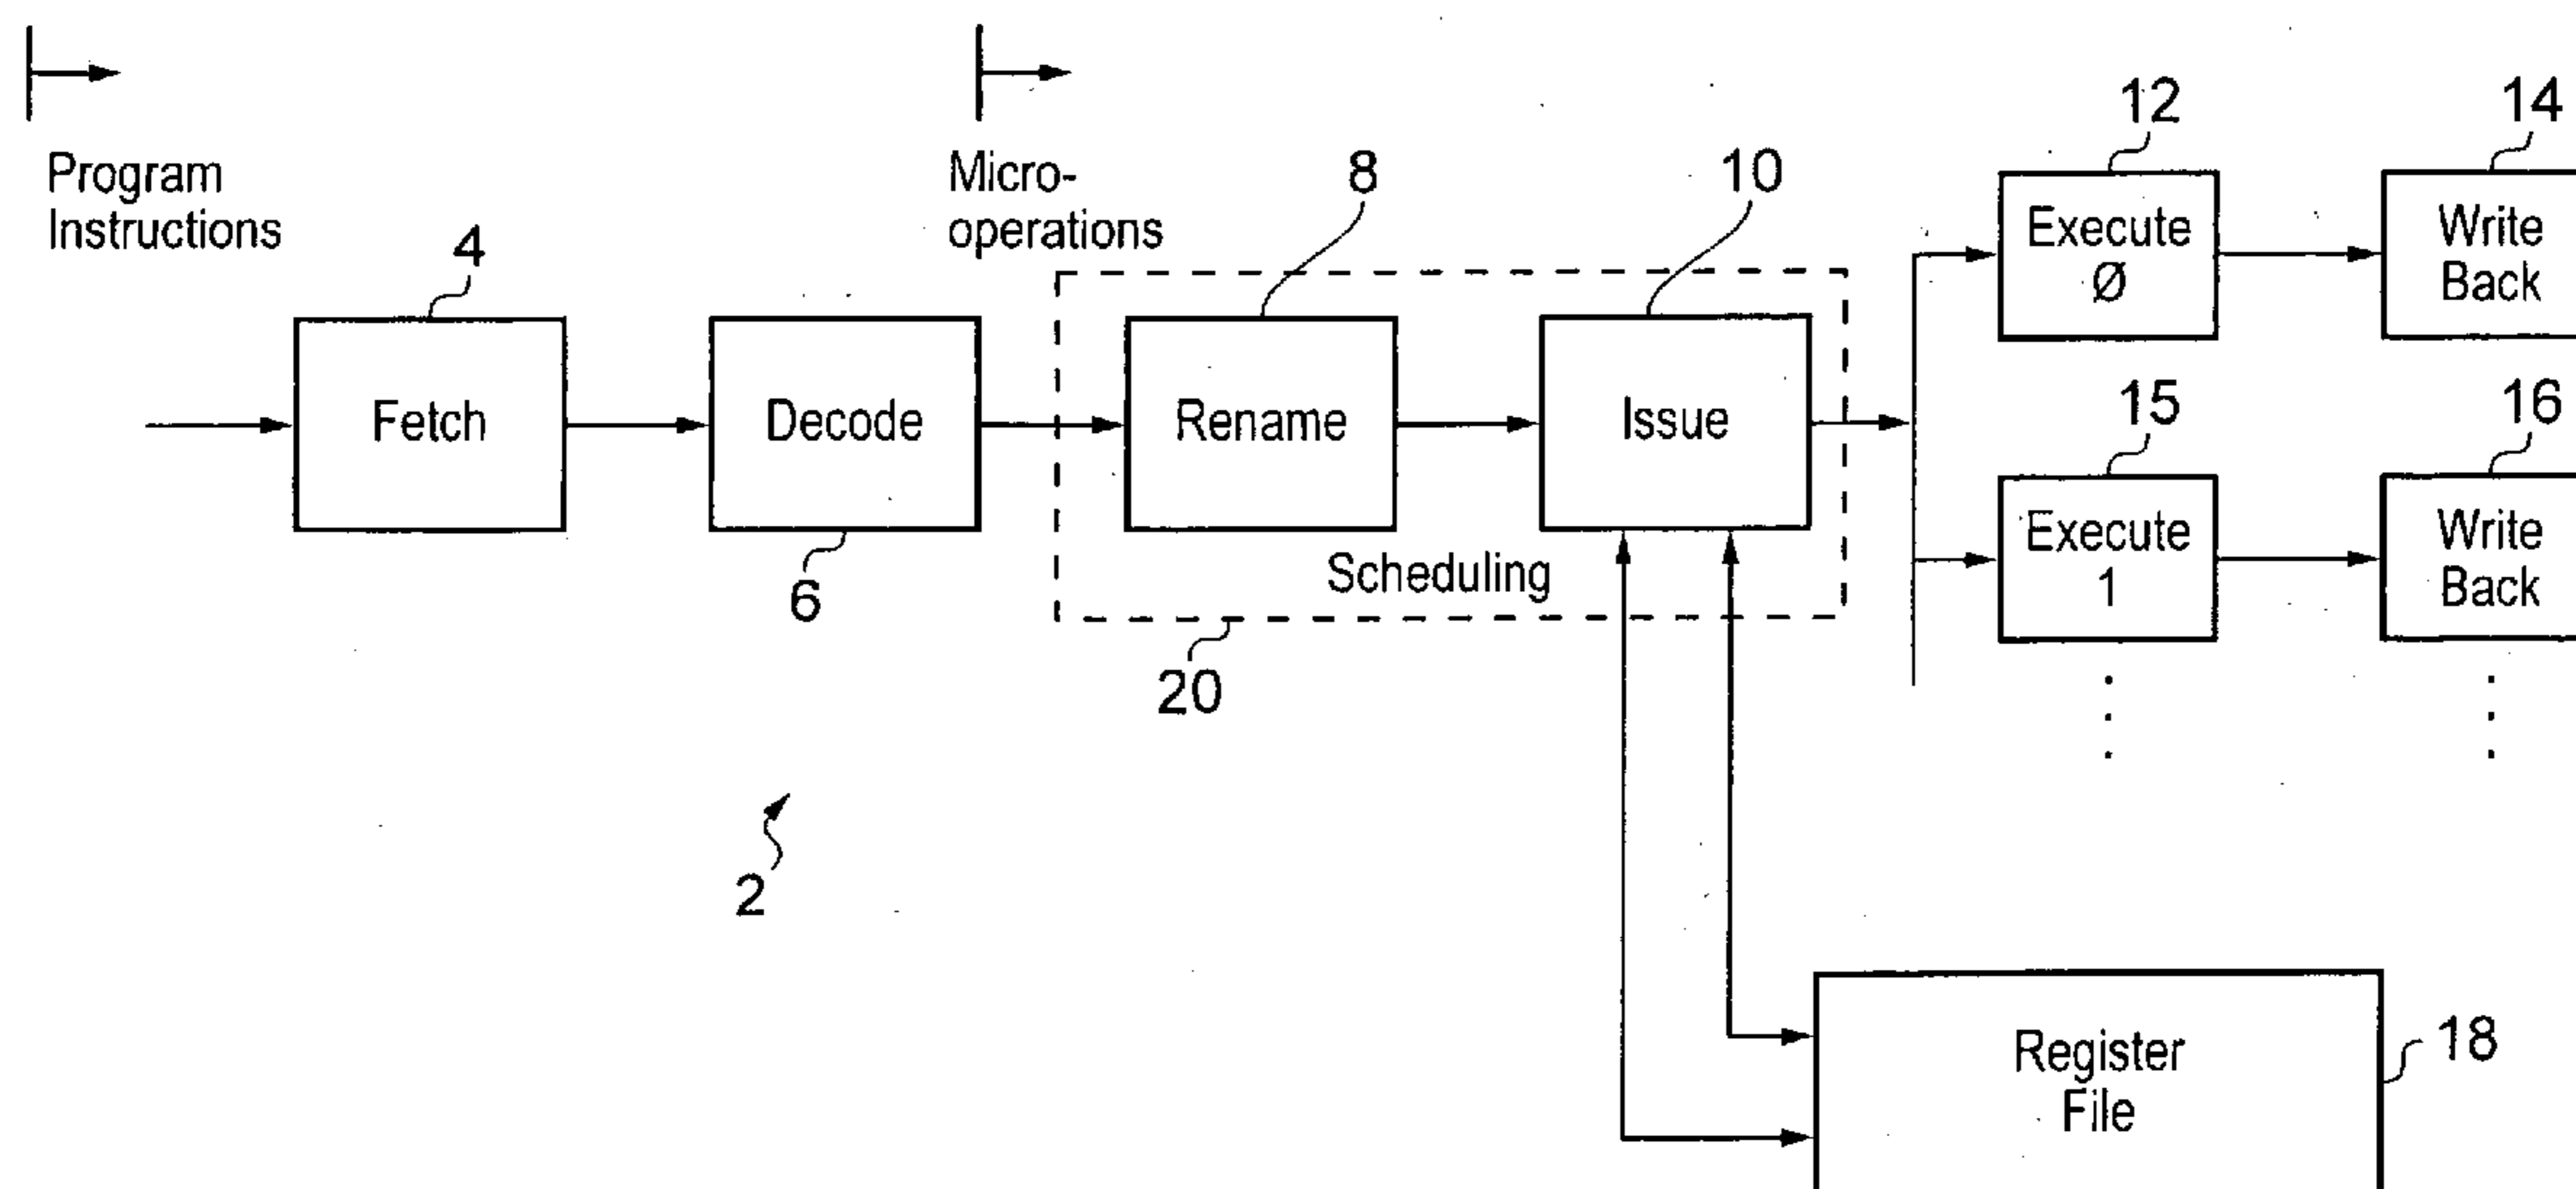 Program
Instructions
Micro-
operations
4
8
10
12
14
Fetch
Decode
Rename
Issue
Execute
Ø
Write
Back
6
Scheduling
20
15
16
Execute
1
Write
Back
2
Register
File
18